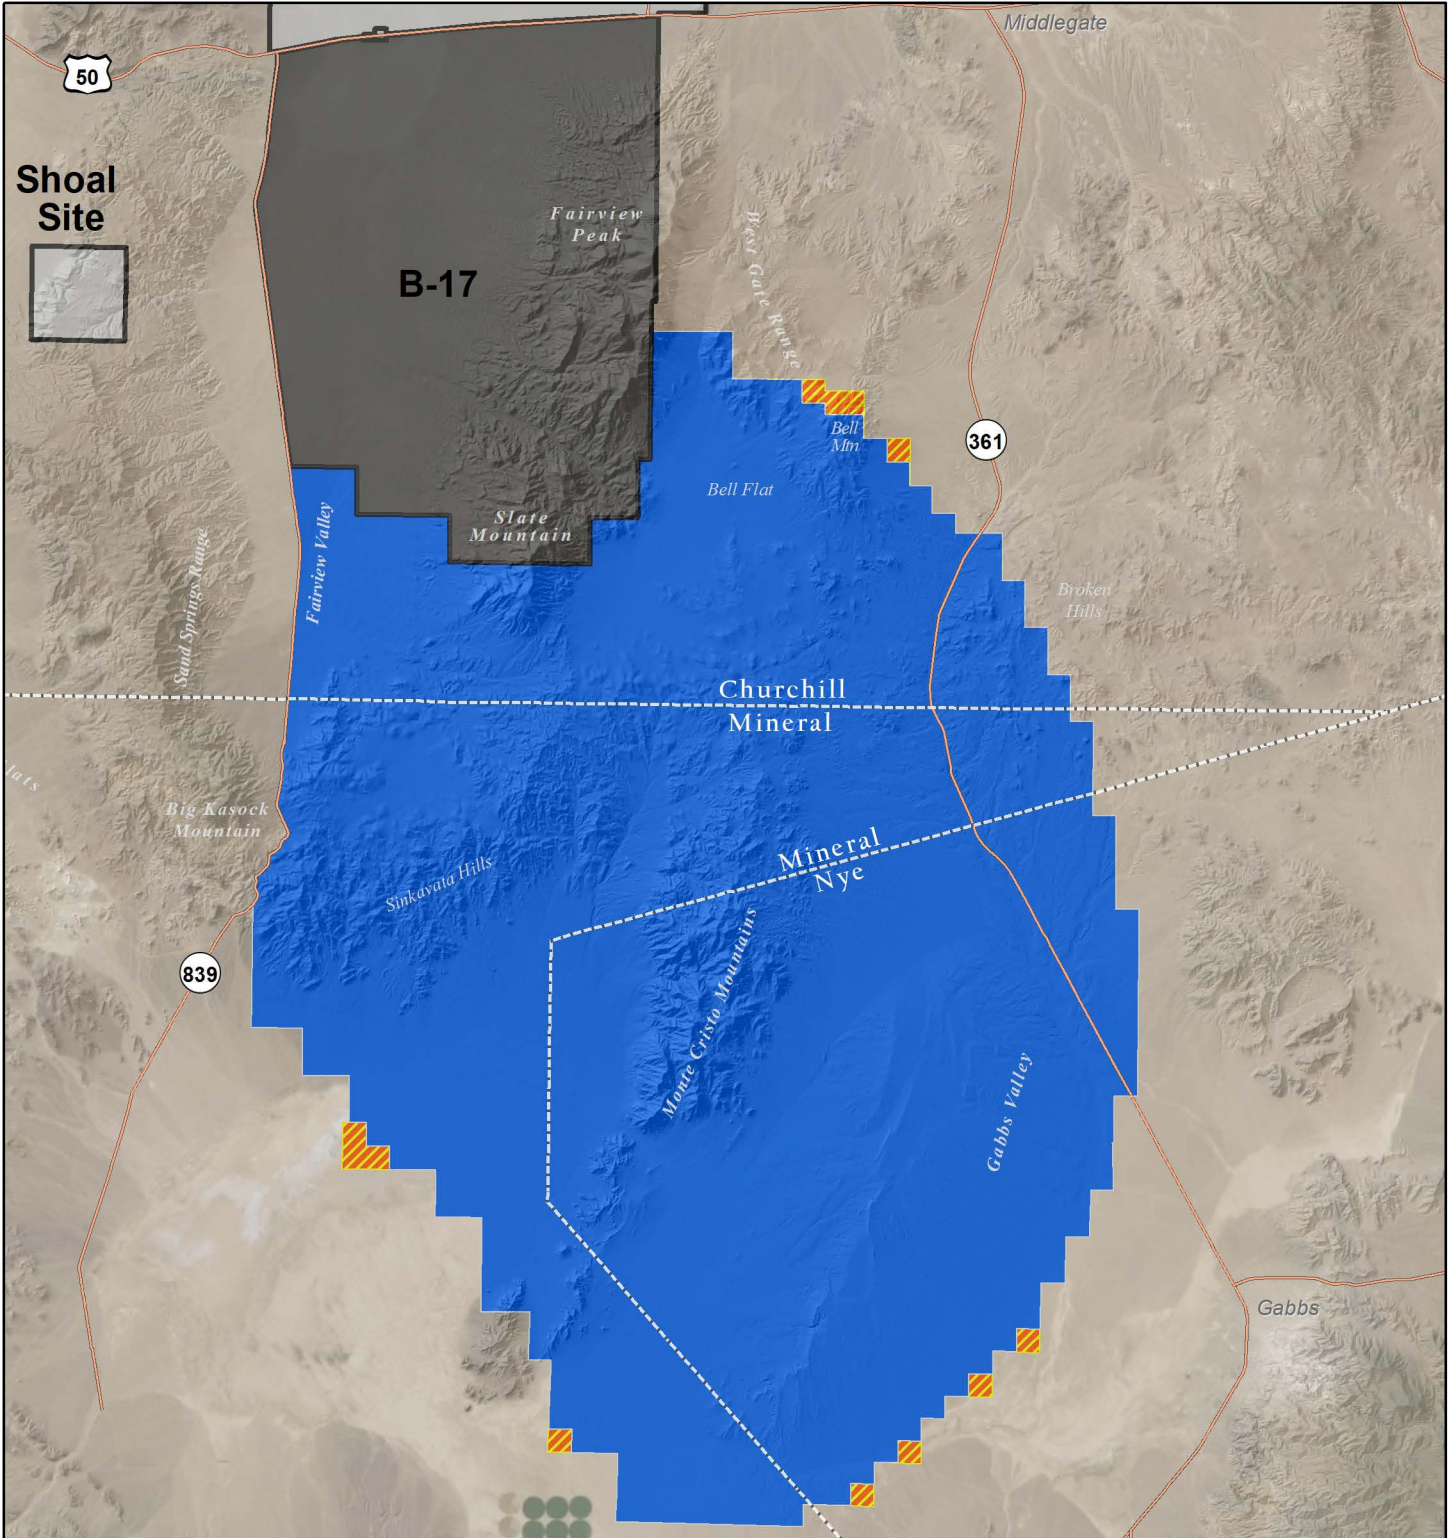 Middlegate
50
Shoal
Site
Fairview
Peak
West Gate Range
B-17
Bell
Mtn
361
Bell Flat
Slate
Mountain
Fairview Valley
Sand Springs Range
Broken
Hills
Churchill
Mineral
lats
Big Kasock
Mountain
Mineral
Nye
Sinkavata Hills
Monte Cristo Mountains
839
Gabbs Valley
Gabbs